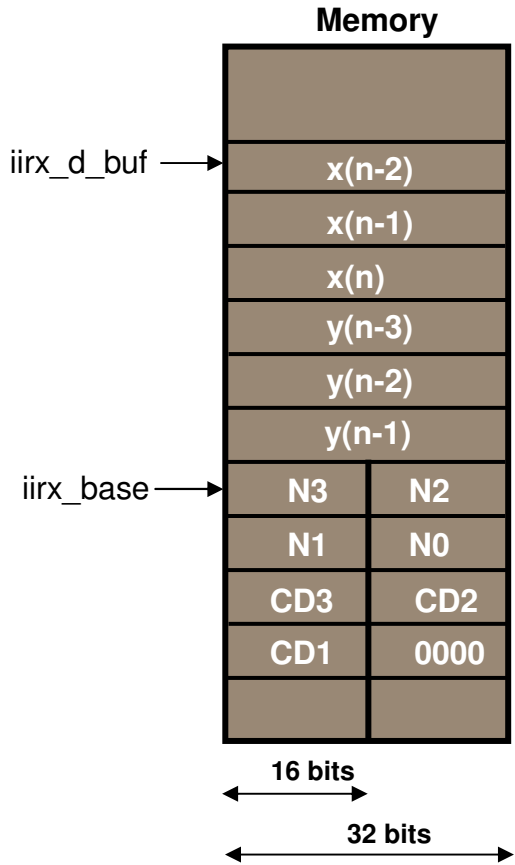 Memory
iirx_d_buf
x(n-2)
x(n-1)
x(n)
y(n-3)
y(n-2)
y(n-1)
iirx_base
N3 N2
N1 N0
CD3 CD2
CD1 0000
16 bits
32 bits